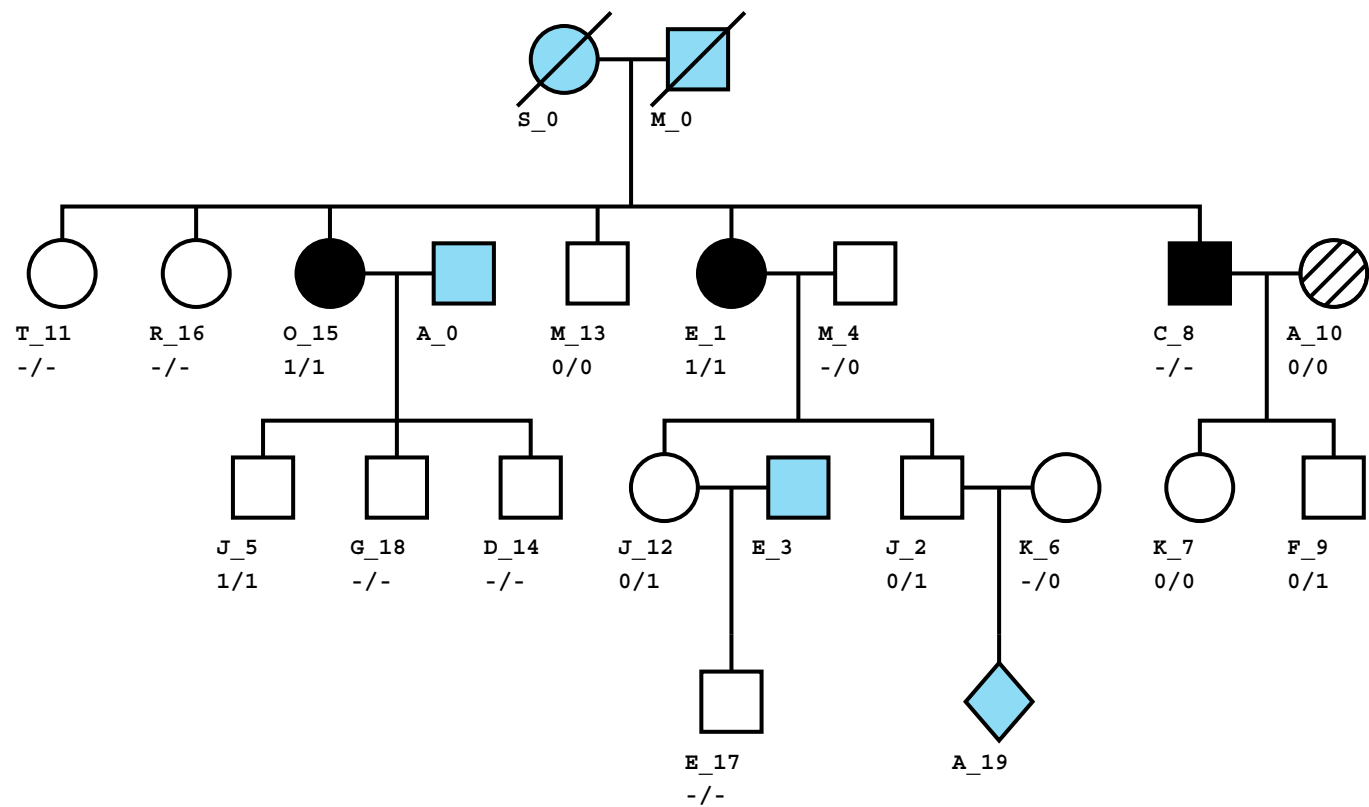 S_0 M_0
T_11 R_16 O_15 A_0 M_13 E_1 M_4 C_8 A_10
-/- -/- 1/1 0/0 1/1 -/0 -/- 0/0
J_5 G_18 D_14 J_12 E_3 J_2 K_6 K_7 F_9
1/1 -/- -/- 0/1 0/1 -/0 0/0 0/1
E_17 A_19
-/-